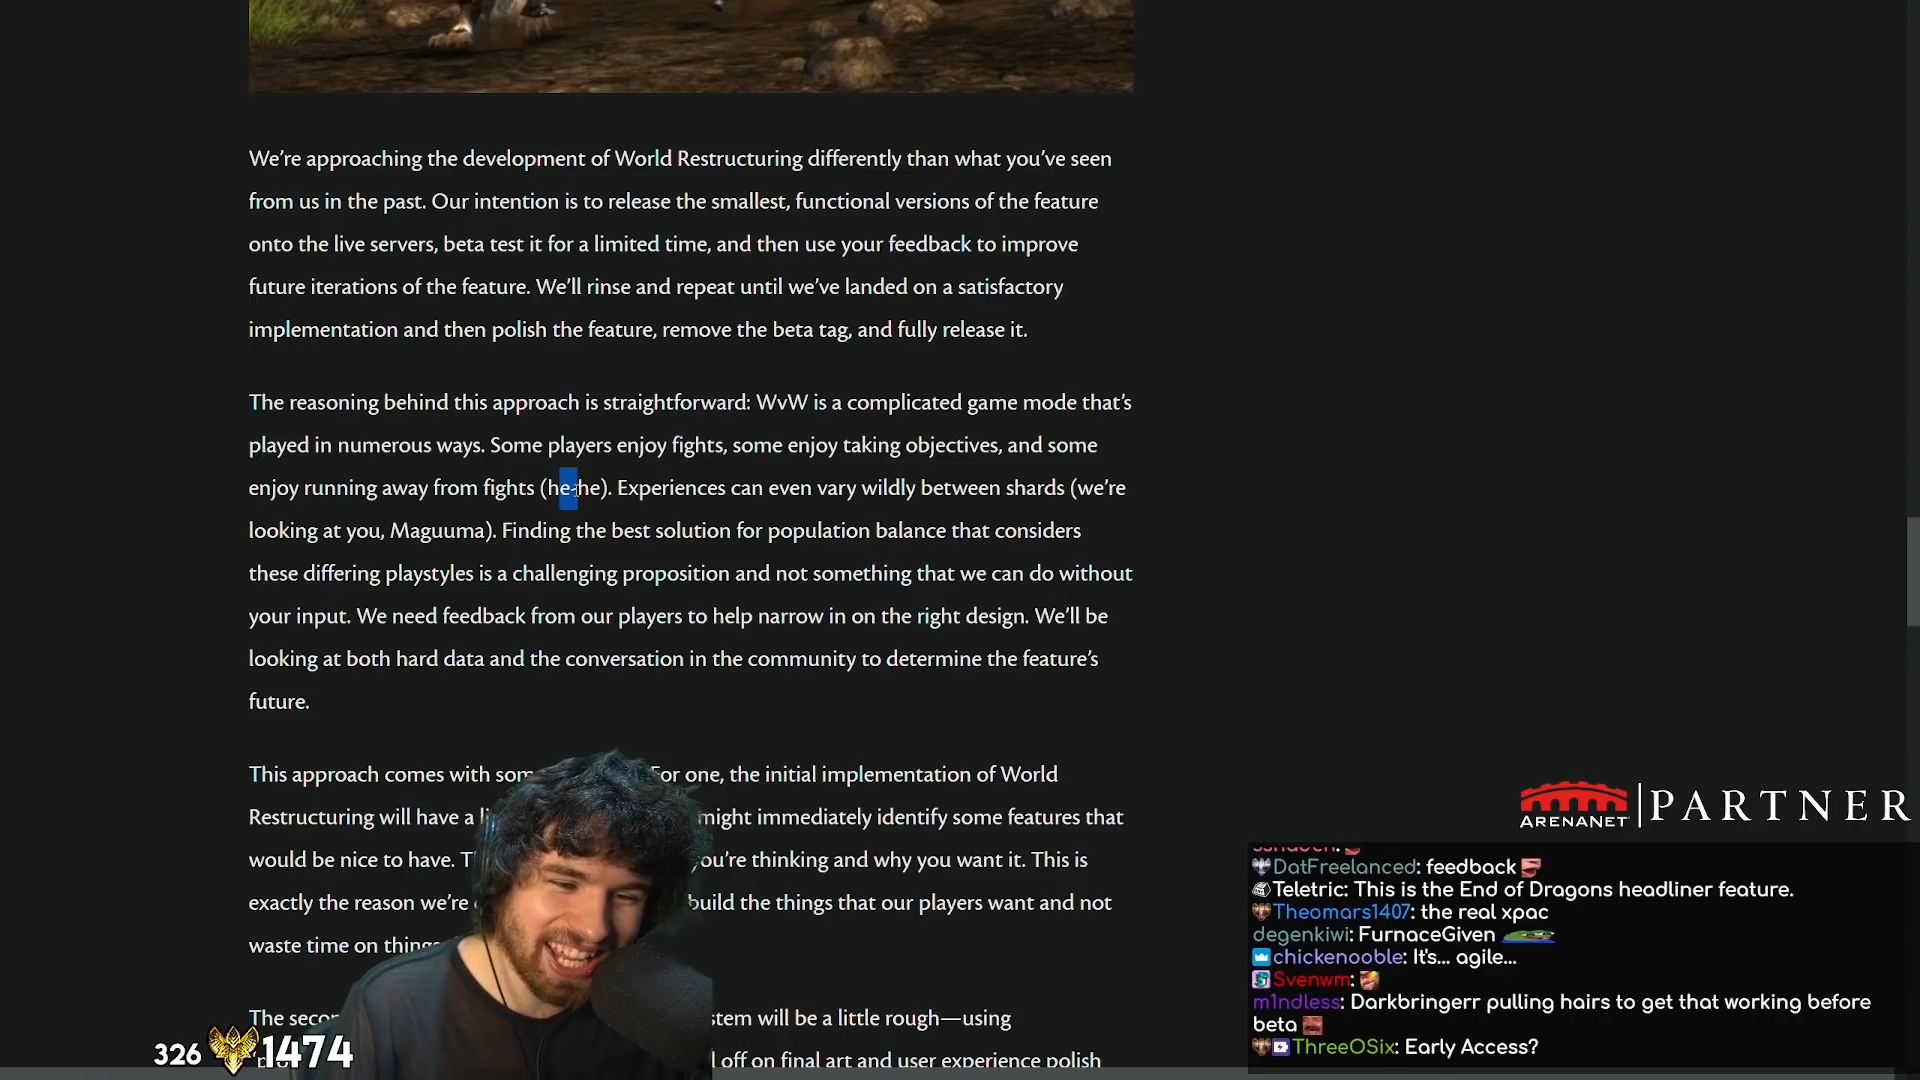 We're approaching the development of World Restructuring differently than what you've seen
from us in the past. Our intention is to release the smallest, functional versions of the feature
onto the live servers, beta test it for a limited time, and then use your feedback to improve
future iterations of the feature. We'll rinse and repeat until we've landed on a satisfactory
implementation and then polish the feature, remove the beta tag, and fully release it.
The reasoning behind this approach is straightforward: WvW is a complicated game mode that's
played in numerous ways. Some players enjoy fights, some enjoy taking objectives, and some
enjoy running away from fights (he-he). Experiences can even vary wildly between shards (we're
looking at you, Maguuma). Finding the best solution for population balance that considers
these differing playstyles is a challenging proposition and not something that we can do without
your input. We need feedback from our players to help narrow in on the right design. We'll be
looking at both hard data and the conversation in the community to determine the feature's
future.
This approach comes with For one, the initial implementation of World
Restructuring will have a might immediately identify some features that
would be nice to have. you're thinking and why you want it. This is
exactly the reason we're build the things that our players want and not
waste time on
The will be a little rough—using
off on final art and user experience polish
326 1474
ARENANET | PARTNER
DatFreelanced: feedback
Teletric: This is the End of Dragons headliner feature.
Theomars1407: the real xpac
degenkiwi: FurnaceGiven
chickenooble: It's... agile...
Svenwm:
m1ndless: Darkbringerr pulling hairs to get that working before
beta
ThreeOSix: Early Access?